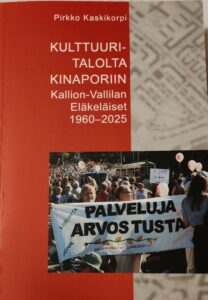 Pirkko Kaskikorpi
KULTTUURI-
TALOLTA
KINAPORIIN
Kallion-Vallilan
Eläkeläiset
1960–2025
PALVELUJA
ARVOSTUSTA